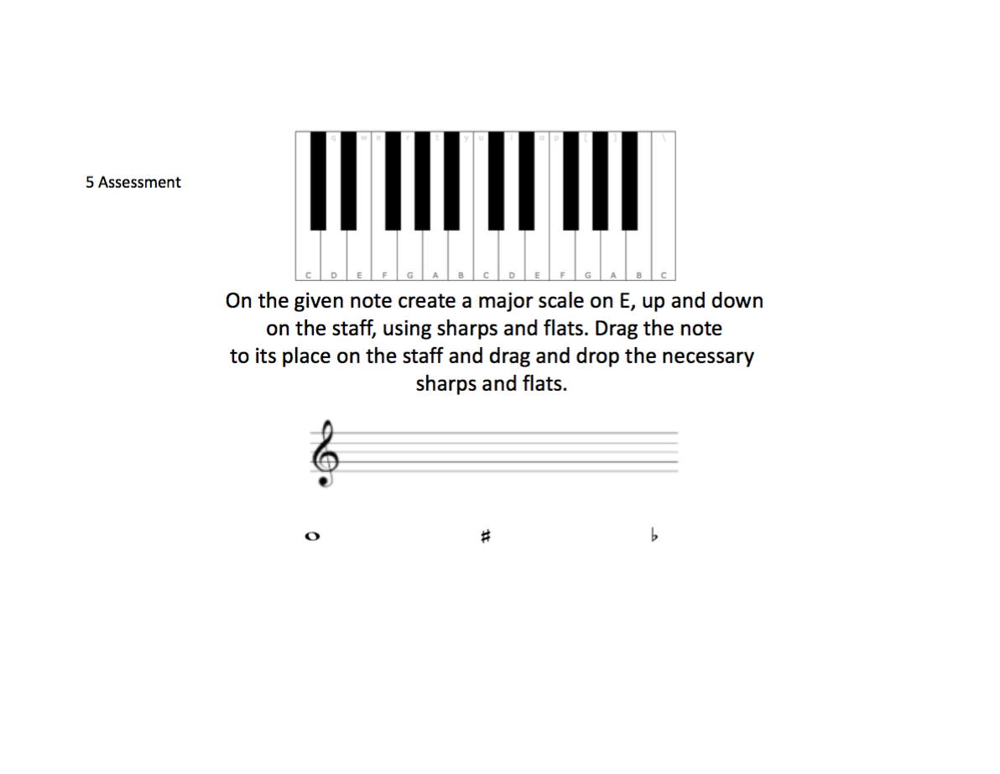 q w e r t y u i o p [ ] \
5 Assessment
C D E F G A B C D E F G A B C
On the given note create a major scale on E, up and down
on the staff, using sharps and flats. Drag the note
to its place on the staff and drag and drop the necessary
sharps and flats.